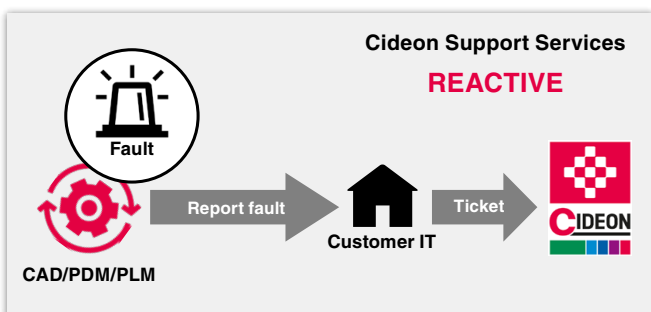 Cideon Support Services
REACTIVE
Fault
Report fault
Ticket
CIDEON
Customer IT
CAD/PDM/PLM